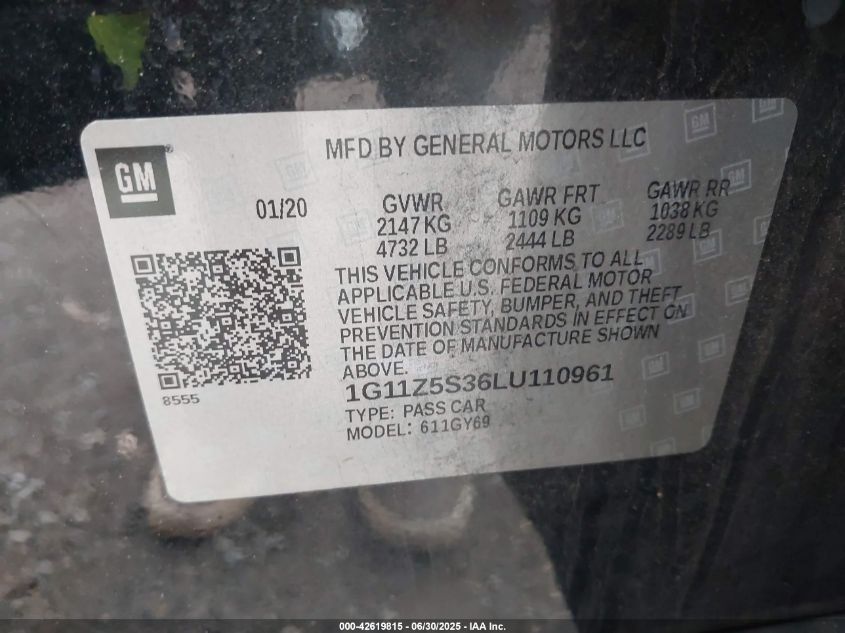 MFD BY GENERAL MOTORS LLC
GM
01/20
GVWR
2147 KG
4732 LB
GAWR FRT
1109 KG
2444 LB
GAWR RR
1038 KG
2289 LB
THIS VEHICLE CONFORMS TO ALL
APPLICABLE U.S. FEDERAL MOTOR
VEHICLE SAFETY, BUMPER, AND THEFT
PREVENTION STANDARDS IN EFFECT ON
THE DATE OF MANUFACTURE SHOWN
ABOVE.
1G11Z5S36LU110961
TYPE: PASS CAR
MODEL: 611GY69
8555
000-42619815 - 06/30/2025 - IAA Inc.